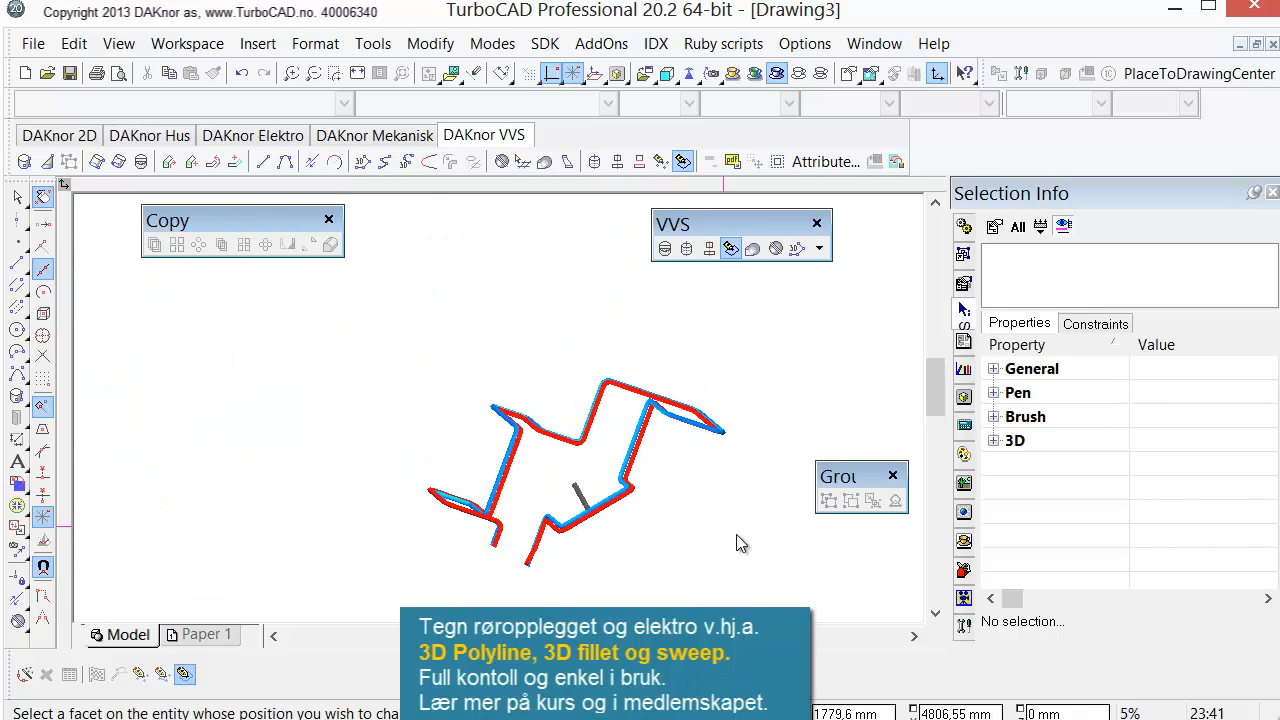 20
Copyright 2013 DAKnor as, www.TurboCAD.no. 40006340
TurboCAD Professional 20.2 64-bit - [Drawing3]
File Edit View Workspace Insert Format Tools Modify Modes SDK AddOns IDX Ruby scripts Options Window Help
PlaceToDrawingCenter
DAKnor 2D DAKnor Hus DAKnor Elektro DAKnor Mekanisk DAKnor VVS
Attribute...
Copy
VVS
Selection Info
All
Properties Constraints
Property Value
General
Pen
Brush
3D
Grou
No selection...
Model Paper 1
Tegn røropplegget og elektro v.hj.a.
3D Polyline, 3D fillet og sweep.
Full kontoll og enkel i bruk.
Lær mer på kurs og i medlemskapet.
Select a facet on the entity whose position you wish to cha
1779,6 mm 4806,55 mm 0 mm 5% 23:41